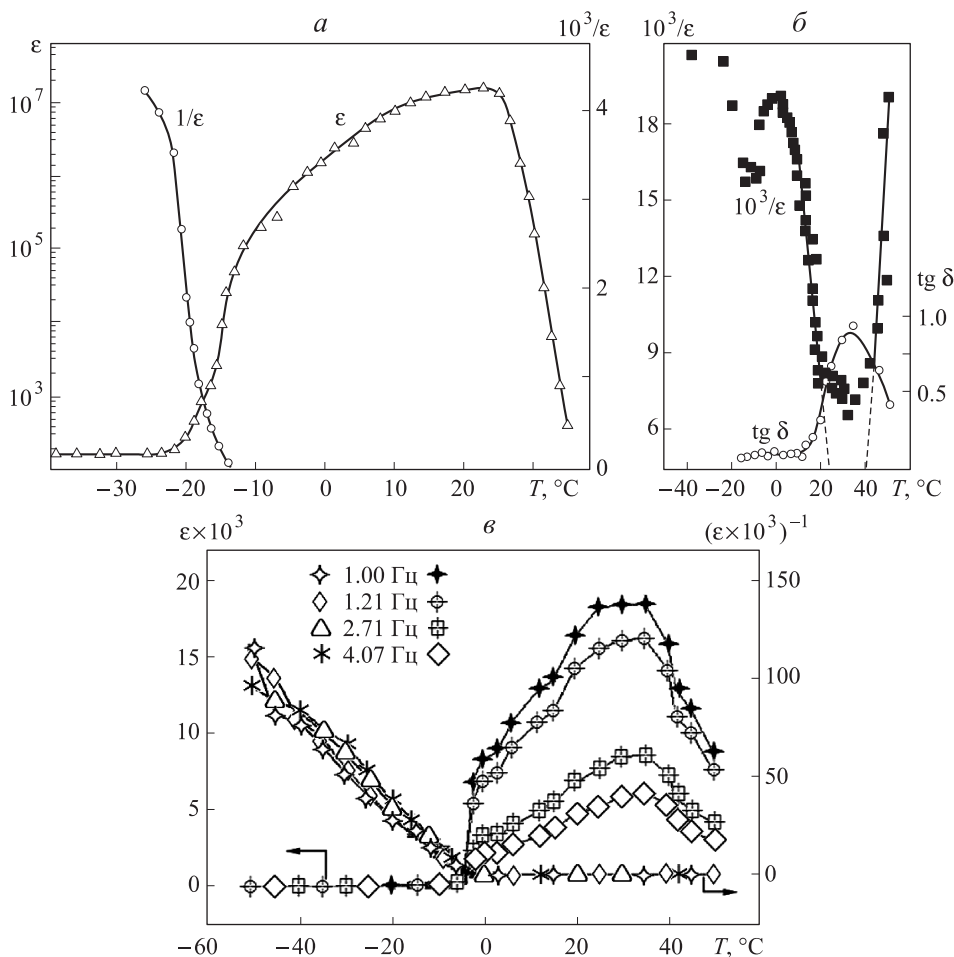 а
ε
10³/ε
10⁷
10⁵
10³
1/ε
ε
4
2
0
−30 −20 −10 0 10 20 T, °C
10³/ε
б
18
15
12
9
6
10³/ε
tg δ
tg δ
1.0
0.5
−40 −20 0 20 40 T, °C
ε×10³
в
(ε×10³)⁻¹
20
15
10
5
0
1.00 Гц
1.21 Гц
2.71 Гц
4.07 Гц
150
100
50
0
−60 −40 −20 0 20 40 T, °C